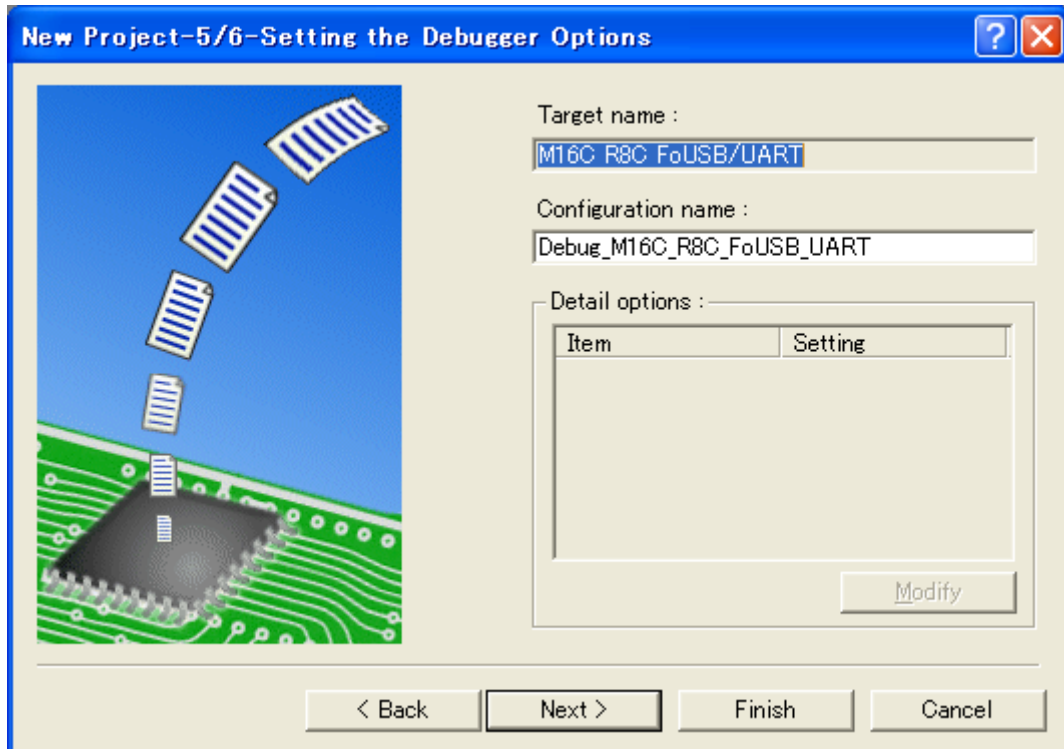 New Project-5/6-Setting the Debugger Options
Target name :
M16C R8C FoUSB/UART
Configuration name :
Debug_M16C_R8C_FoUSB_UART
Detail options :
Item Setting
Modify
< Back Next > Finish Cancel